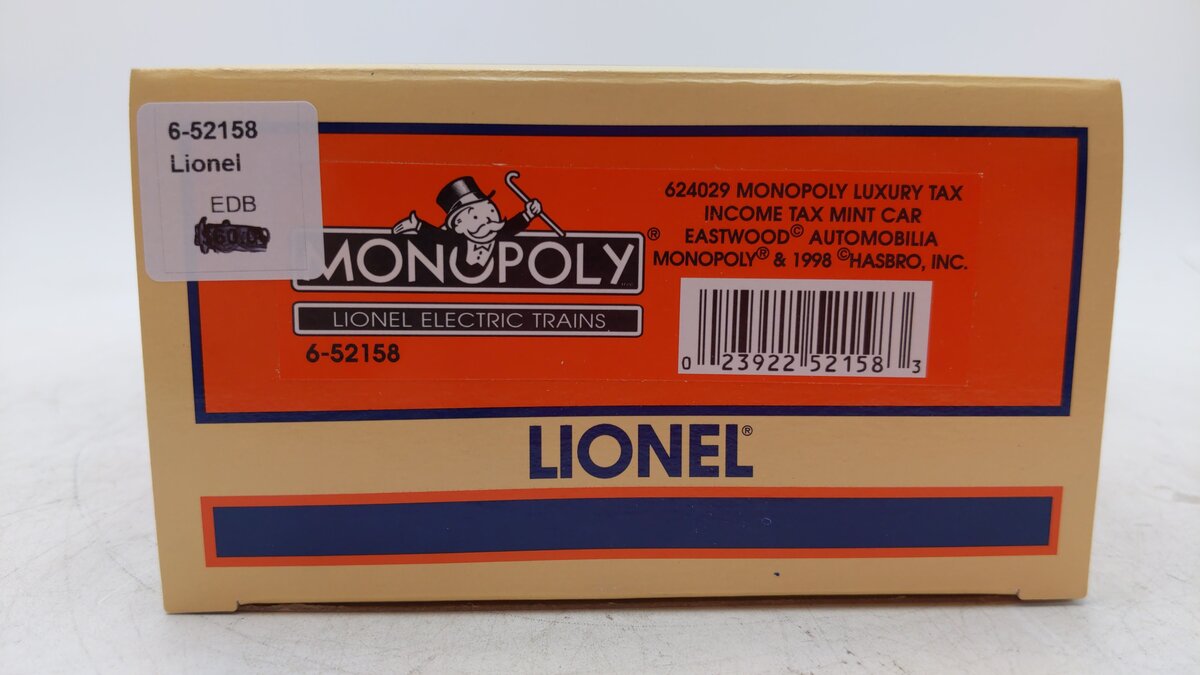 6-52158
Lionel
EDB
MONOPOLY®
LIONEL ELECTRIC TRAINS
6-52158
624029 MONOPOLY LUXURY TAX
INCOME TAX MINT CAR
EASTWOOD© AUTOMOBILIA
MONOPOLY® & 1998 ©HASBRO, INC.
0 23922 52158 3
LIONEL®